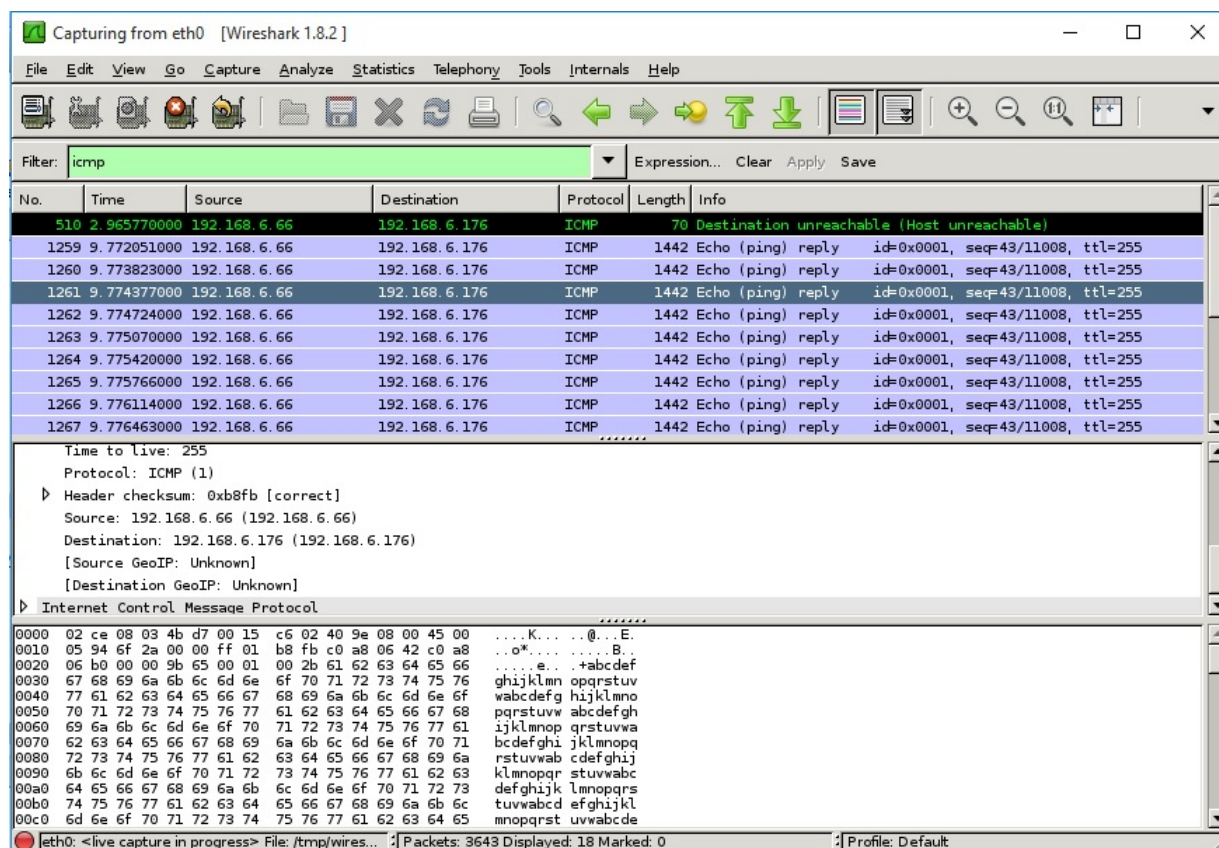 Capturing from eth0 [Wireshark 1.8.2 ]
File Edit View Go Capture Analyze Statistics Telephony Tools Internals Help
Filter: icmp Expression... Clear Apply Save
No. Time Source Destination Protocol Length Info
510 2.965770000 192.168.6.66 192.168.6.176 ICMP 70 Destination unreachable (Host unreachable)
1259 9.772051000 192.168.6.66 192.168.6.176 ICMP 1442 Echo (ping) reply id=0x0001, seq=43/11008, ttl=255
1260 9.773823000 192.168.6.66 192.168.6.176 ICMP 1442 Echo (ping) reply id=0x0001, seq=43/11008, ttl=255
1261 9.774377000 192.168.6.66 192.168.6.176 ICMP 1442 Echo (ping) reply id=0x0001, seq=43/11008, ttl=255
1262 9.774724000 192.168.6.66 192.168.6.176 ICMP 1442 Echo (ping) reply id=0x0001, seq=43/11008, ttl=255
1263 9.775070000 192.168.6.66 192.168.6.176 ICMP 1442 Echo (ping) reply id=0x0001, seq=43/11008, ttl=255
1264 9.775420000 192.168.6.66 192.168.6.176 ICMP 1442 Echo (ping) reply id=0x0001, seq=43/11008, ttl=255
1265 9.775766000 192.168.6.66 192.168.6.176 ICMP 1442 Echo (ping) reply id=0x0001, seq=43/11008, ttl=255
1266 9.776114000 192.168.6.66 192.168.6.176 ICMP 1442 Echo (ping) reply id=0x0001, seq=43/11008, ttl=255
1267 9.776463000 192.168.6.66 192.168.6.176 ICMP 1442 Echo (ping) reply id=0x0001, seq=43/11008, ttl=255
Time to live: 255
Protocol: ICMP (1)
Header checksum: 0xb8fb [correct]
Source: 192.168.6.66 (192.168.6.66)
Destination: 192.168.6.176 (192.168.6.176)
[Source GeoIP: Unknown]
[Destination GeoIP: Unknown]
Internet Control Message Protocol
0000 02 ce 08 03 4b d7 00 15 c6 02 40 9e 08 00 45 00 ....K... ..@...E.
0010 05 94 6f 2a 00 00 ff 01 b8 fb c0 a8 06 42 c0 a8 ..o*.... .....B..
0020 06 b0 00 00 9b 65 00 01 00 2b 61 62 63 64 65 66 .....e.. .+abcdef
0030 67 68 69 6a 6b 6c 6d 6e 6f 70 71 72 73 74 75 76 ghijklmn opqrstuv
0040 77 61 62 63 64 65 66 67 68 69 6a 6b 6c 6d 6e 6f wabcdefg hijklmno
0050 70 71 72 73 74 75 76 77 61 62 63 64 65 66 67 68 pqrstuvw abcdefgh
0060 69 6a 6b 6c 6d 6e 6f 70 71 72 73 74 75 76 77 61 ijklmnop qrstuvwa
0070 62 63 64 65 66 67 68 69 6a 6b 6c 6d 6e 6f 70 71 bcdefghi jklmnopq
0080 72 73 74 75 76 77 61 62 63 64 65 66 67 68 69 6a rstuvwab cdefghij
0090 6b 6c 6d 6e 6f 70 71 72 73 74 75 76 77 61 62 63 klmnopqr stuvwabc
00a0 64 65 66 67 68 69 6a 6b 6c 6d 6e 6f 70 71 72 73 defghijk lmnopqrs
00b0 74 75 76 77 61 62 63 64 65 66 67 68 69 6a 6b 6c tuvwabcd efghijkl
00c0 6d 6e 6f 70 71 72 73 74 75 76 77 61 62 63 64 65 mnopqrst uvwabcde
eth0: <live capture in progress> File: /tmp/wires... Packets: 3643 Displayed: 18 Marked: 0 Profile: Default